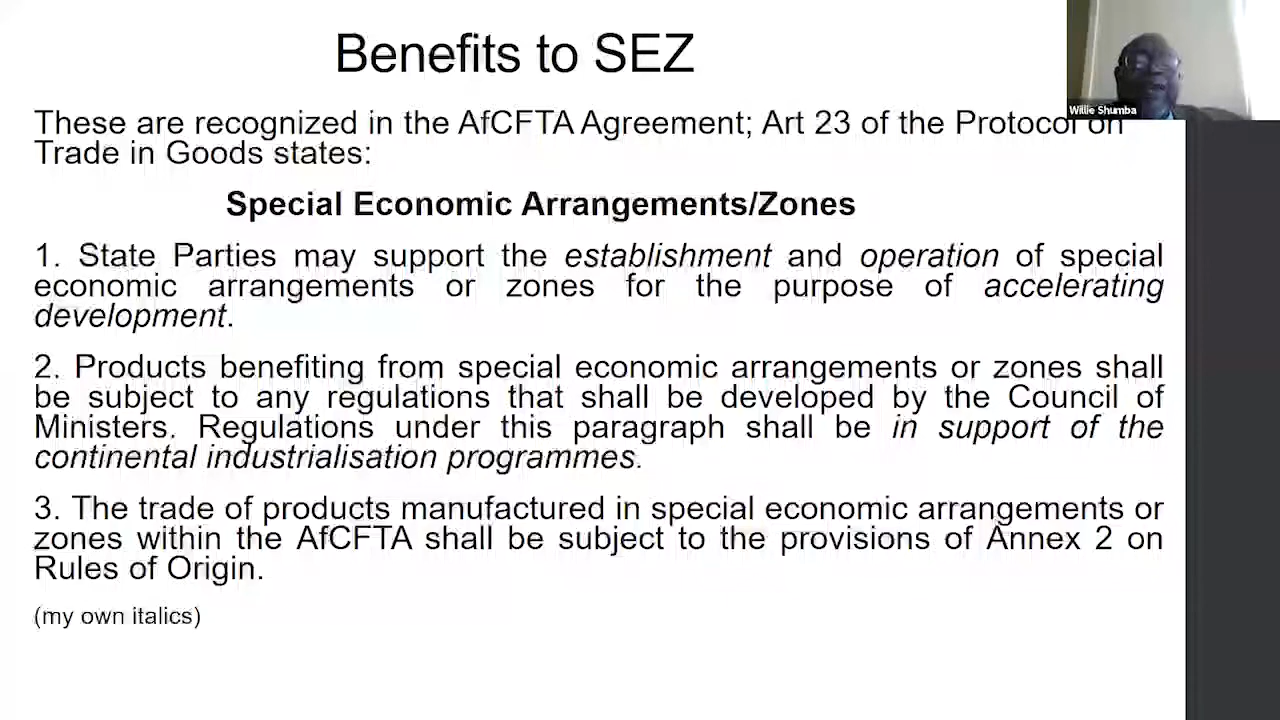 Benefits to SEZ
Willie Shumba
These are recognized in the AfCFTA Agreement; Art 23 of the Protocol on
Trade in Goods states:
Special Economic Arrangements/Zones
1. State Parties may support the establishment and operation of special
economic arrangements or zones for the purpose of accelerating
development.
2. Products benefiting from special economic arrangements or zones shall
be subject to any regulations that shall be developed by the Council of
Ministers. Regulations under this paragraph shall be in support of the
continental industrialisation programmes.
3. The trade of products manufactured in special economic arrangements or
zones within the AfCFTA shall be subject to the provisions of Annex 2 on
Rules of Origin.
(my own italics)